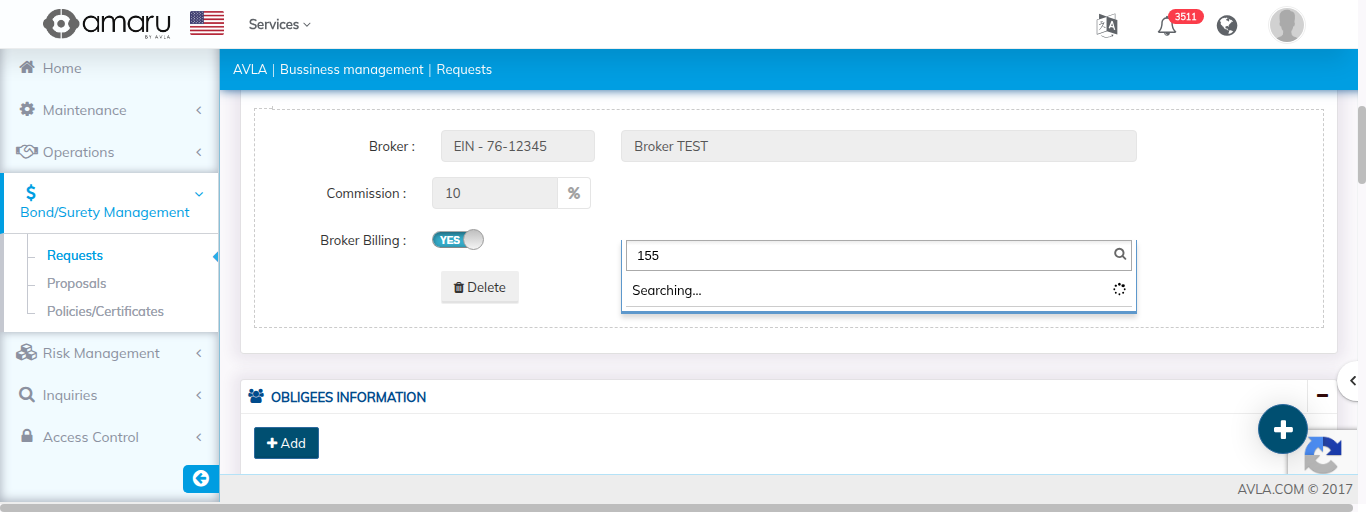 amaru
BY AVLA
Services
3511
Home
AVLA | Bussiness management | Requests
Maintenance
Operations
Bond/Surety Management
Requests
Proposals
Policies/Certificates
Risk Management
Inquiries
Access Control
Broker :
EIN - 76-12345
Broker TEST
Commission :
10
%
Broker Billing :
YES
155
Delete
Searching...
OBLIGEES INFORMATION
Add
AVLA.COM © 2017